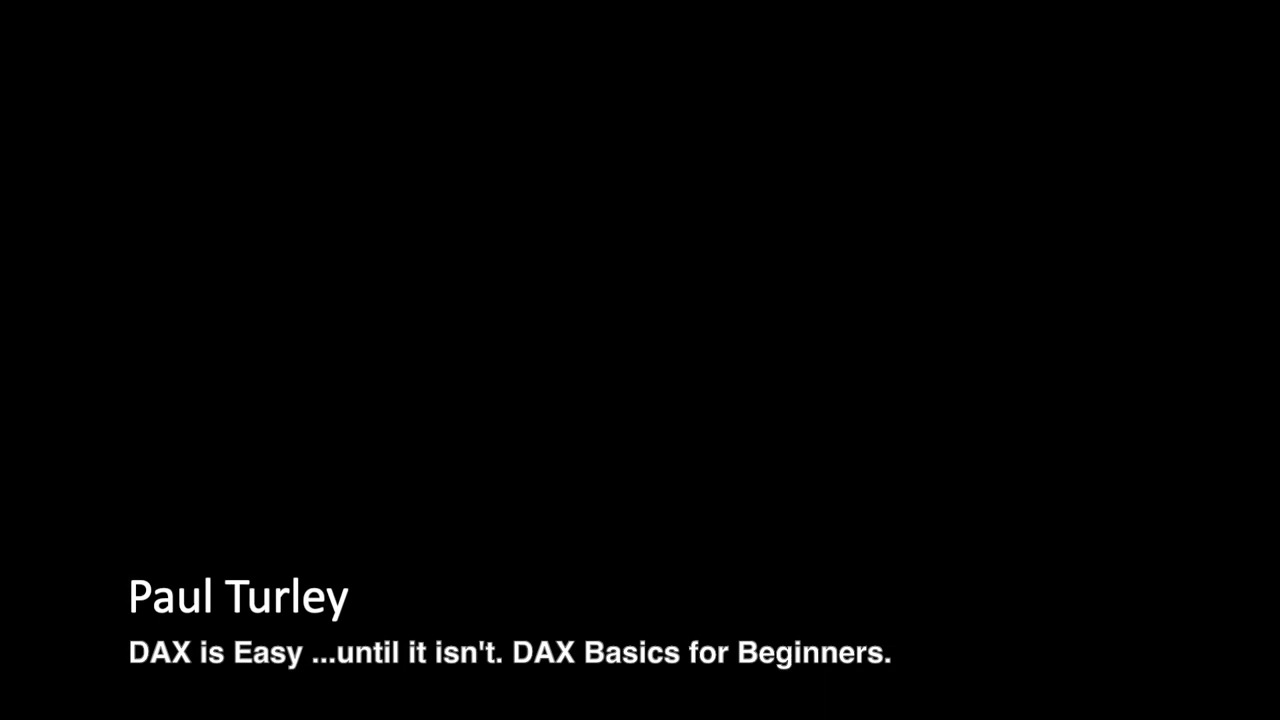 Paul Turley
DAX is Easy ...until it isn't. DAX Basics for Beginners.